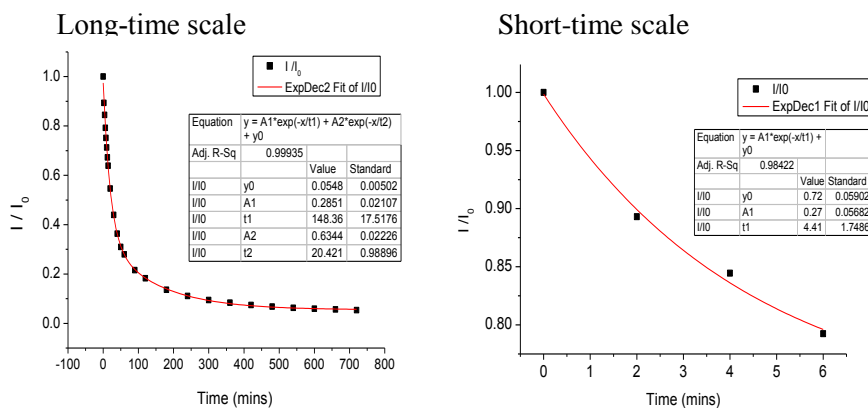 Long-time scale
I /I0
ExpDec2 Fit of I/I0
Equation y = A1*exp(-x/t1) + A2*exp(-x/t2) + y0
Adj. R-Sq 0.99935
Value Standard
I/I0 y0 0.0548 0.00502
I/I0 A1 0.2851 0.02107
I/I0 t1 148.36 17.5176
I/I0 A2 0.6344 0.02226
I/I0 t2 20.421 0.98896
I / I0
1.0
0.8
0.6
0.4
0.2
0.0
-100 0 100 200 300 400 500 600 700 800
Time (mins)
Short-time scale
I/I0
ExpDec1 Fit of I/I0
Equation y = A1*exp(-x/t1) + y0
Adj. R-Sq 0.98422
Value Standard
I/I0 y0 0.72 0.05902
I/I0 A1 0.27 0.05682
I/I0 t1 4.41 1.7486
I /I0
1.00
0.95
0.90
0.85
0.80
0 1 2 3 4 5 6
Time (mins)